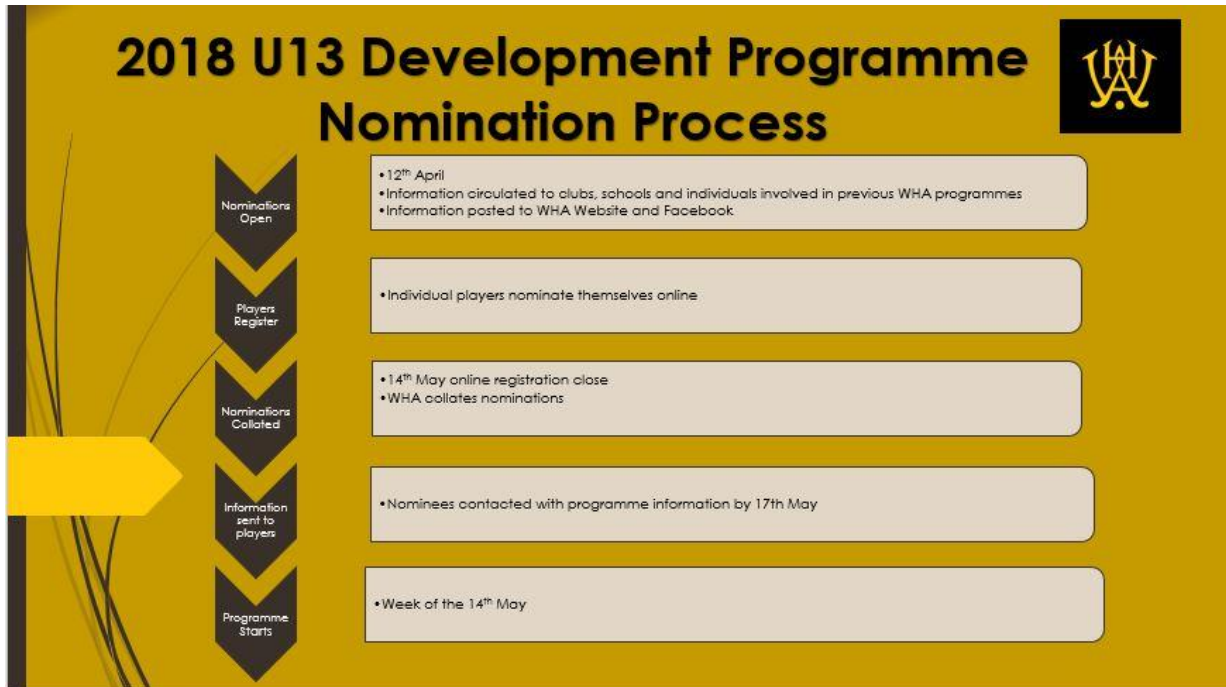 2018 U13 Development Programme
Nomination Process
WHA
Nominations
Open
•12th April
•Information circulated to clubs, schools and individuals involved in previous WHA programmes
•Information posted to WHA Website and Facebook
Players
Register
•Individual players nominate themselves online
Nominations
Collated
•14th May online registration close
•WHA collates nominations
Information
sent to
players
•Nominees contacted with programme information by 17th May
Programme
Starts
•Week of the 14th May